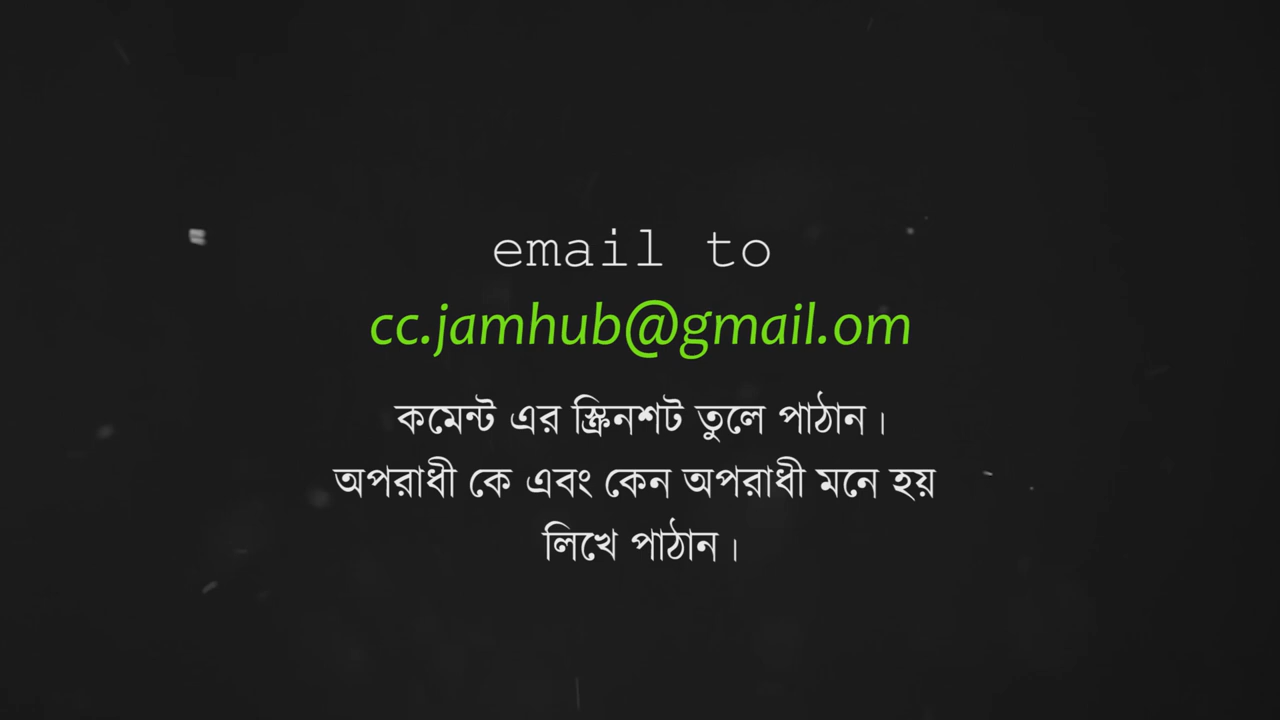 email to
cc.jamhub@gmail.om
কমেন্ট এর স্ক্রিনশট তুলে পাঠান।
অপরাধী কে এবং কেন অপরাধী মনে হয়
লিখে পাঠান।